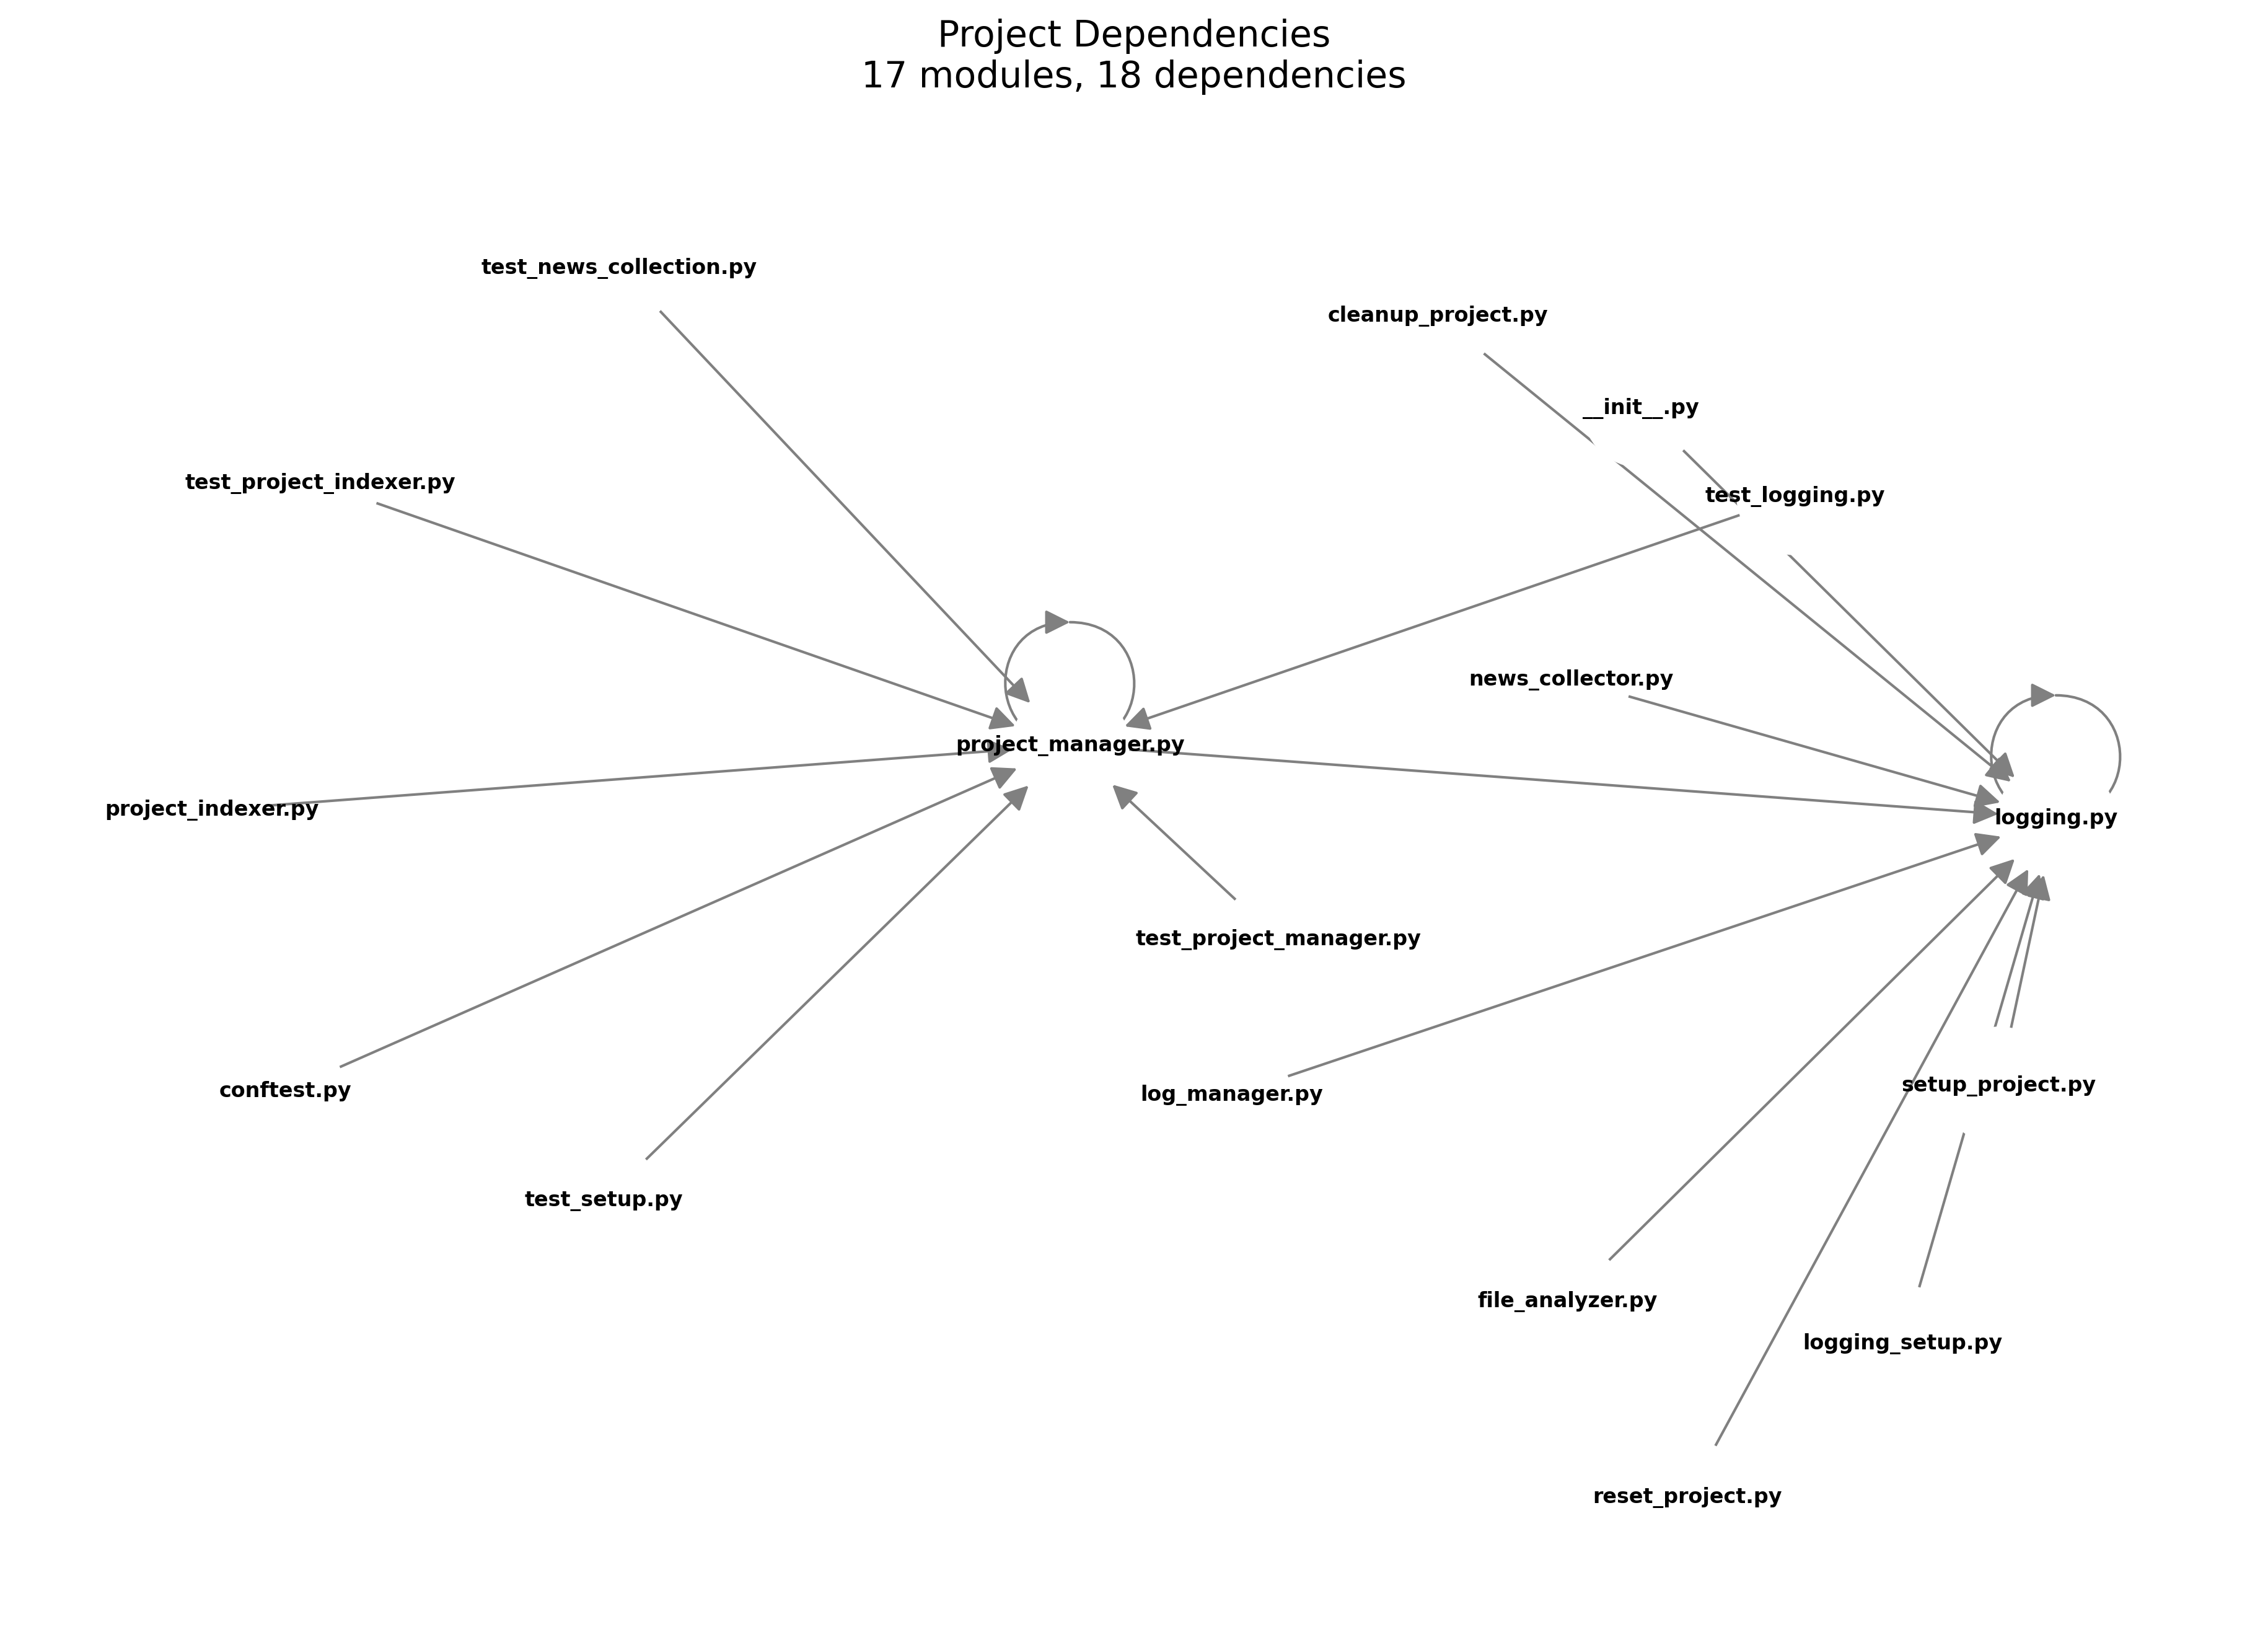 Project Dependencies
17 modules, 18 dependencies
test_news_collection.py
cleanup_project.py
__init__.py
test_project_indexer.py
test_logging.py
news_collector.py
project_manager.py
project_indexer.py
logging.py
test_project_manager.py
setup_project.py
conftest.py
log_manager.py
test_setup.py
file_analyzer.py
logging_setup.py
reset_project.py